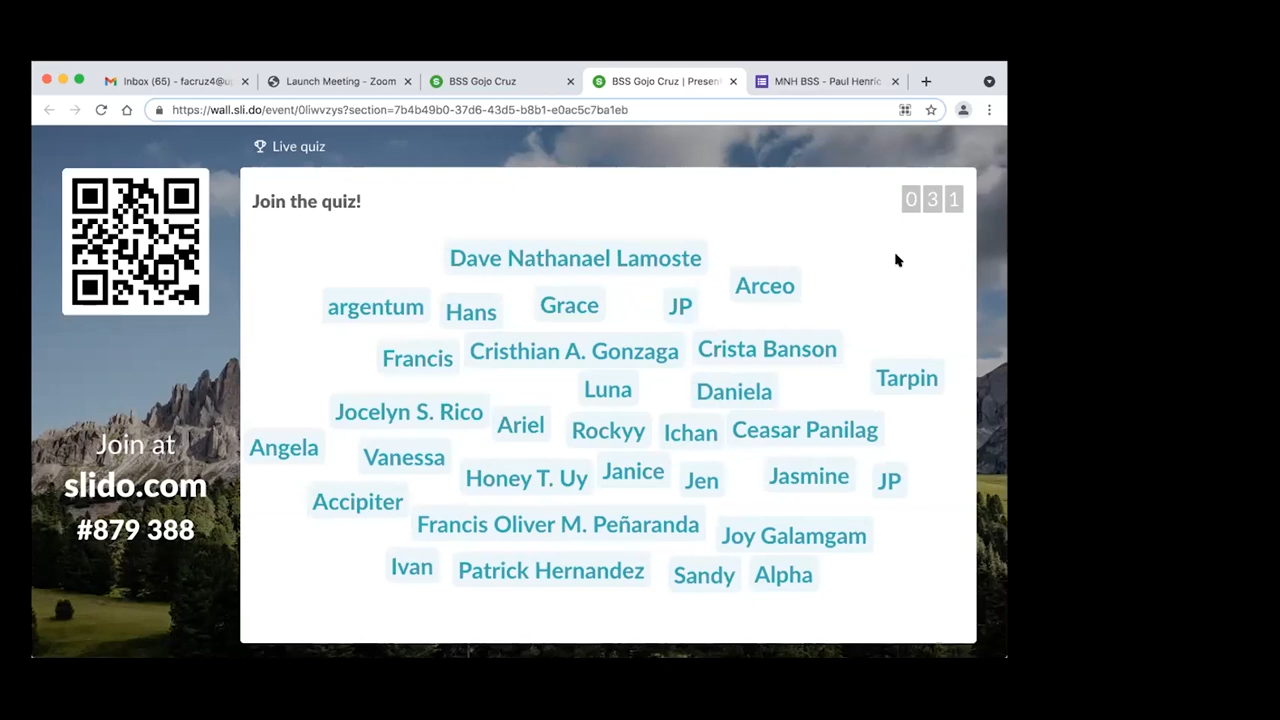 Inbox (65) - facruz4@u
Launch Meeting - Zoom
BSS Gojo Cruz
BSS Gojo Cruz | Presen
MNH BSS - Paul Henric
https://wall.sli.do/event/0liwvzys?section=7b4b49b0-37d6-43d5-b8b1-e0ac5c7ba1eb
Live quiz
Join the quiz!
031
Dave Nathanael Lamoste
Arceo
argentum Hans Grace JP
Francis Cristhian A. Gonzaga Crista Banson
Tarpin
Luna Daniela
Jocelyn S. Rico Ariel Rockyy Ichan Ceasar Panilag
Angela Vanessa
Honey T. Uy Janice Jen Jasmine JP
Accipiter
Francis Oliver M. Peñaranda Joy Galamgam
Ivan Patrick Hernandez Sandy Alpha
Join at
slido.com
#879 388